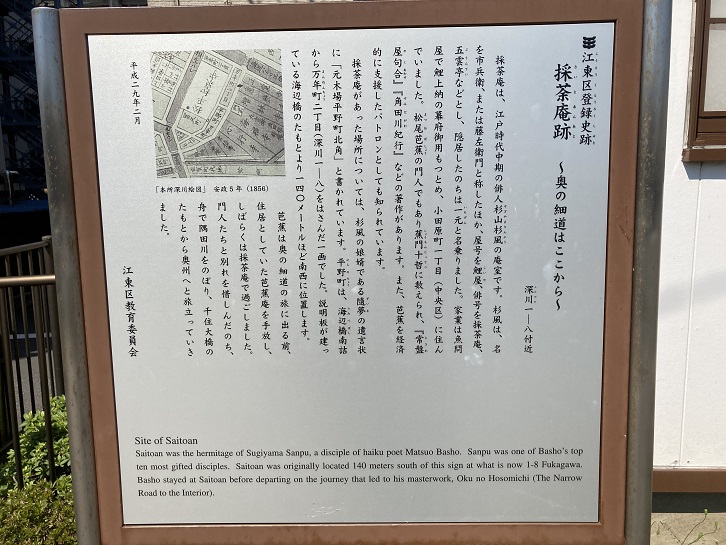 江東区登録史跡
採茶庵跡 ～奥の細道はここから～
深川一―八付近
採茶庵は、江戸時代中期の俳人杉山杉風の庵室です。杉風は、名
を市兵衛、または藤左衛門と称したほか、屋号を鯉屋、俳号を採茶庵、
五雲亭などとし、隠居したのちは一元と名乗りました。家業は魚問
屋で鯉上納の幕府御用もつとめ、小田原町一丁目（中央区）に住ん
でいました。松尾芭蕉の門人でもあり蕉門十哲に数えられ、『常盤
屋句合』『角田川紀行』などの著作があります。また、芭蕉を経済
的に支援したパトロンとしても知られています。
採茶庵があった場所については、杉風の娘婿である随夢の遺言状
に「元木場平野町北角」と書かれています。平野町は、海辺橋南詰
から万年町二丁目（深川一―八）をはさんだ一画でした。説明板が建っ
ている海辺橋のたもとより一四〇メートルほど南西に位置します。
芭蕉は奥の細道の旅に出る前、
住居としていた芭蕉庵を手放し、
しばらくは採茶庵で過ごしました。
門人たちと別れを惜しんだのち、
舟で隅田川をのぼり、千住大橋の
たもとから奥州へと旅立っていき
ました。
「本所深川絵図」 安政5年（1856）
平成二九年二月
江東区教育委員会
Site of Saitoan
Saitoan was the hermitage of Sugiyama Sanpu, a disciple of haiku poet Matsuo Basho. Sanpu was one of Basho's top
ten most gifted disciples. Saitoan was originally located 140 meters south of this sign at what is now 1-8 Fukagawa.
Basho stayed at Saitoan before departing on the journey that led to his masterwork, Oku no Hosomichi (The Narrow
Road to the Interior).